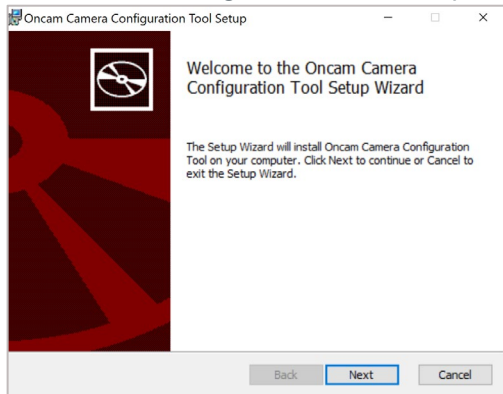 Oncam Camera Configuration Tool Setup
Welcome to the Oncam Camera
Configuration Tool Setup Wizard
The Setup Wizard will install Oncam Camera Configuration
Tool on your computer. Click Next to continue or Cancel to
exit the Setup Wizard.
Back Next Cancel